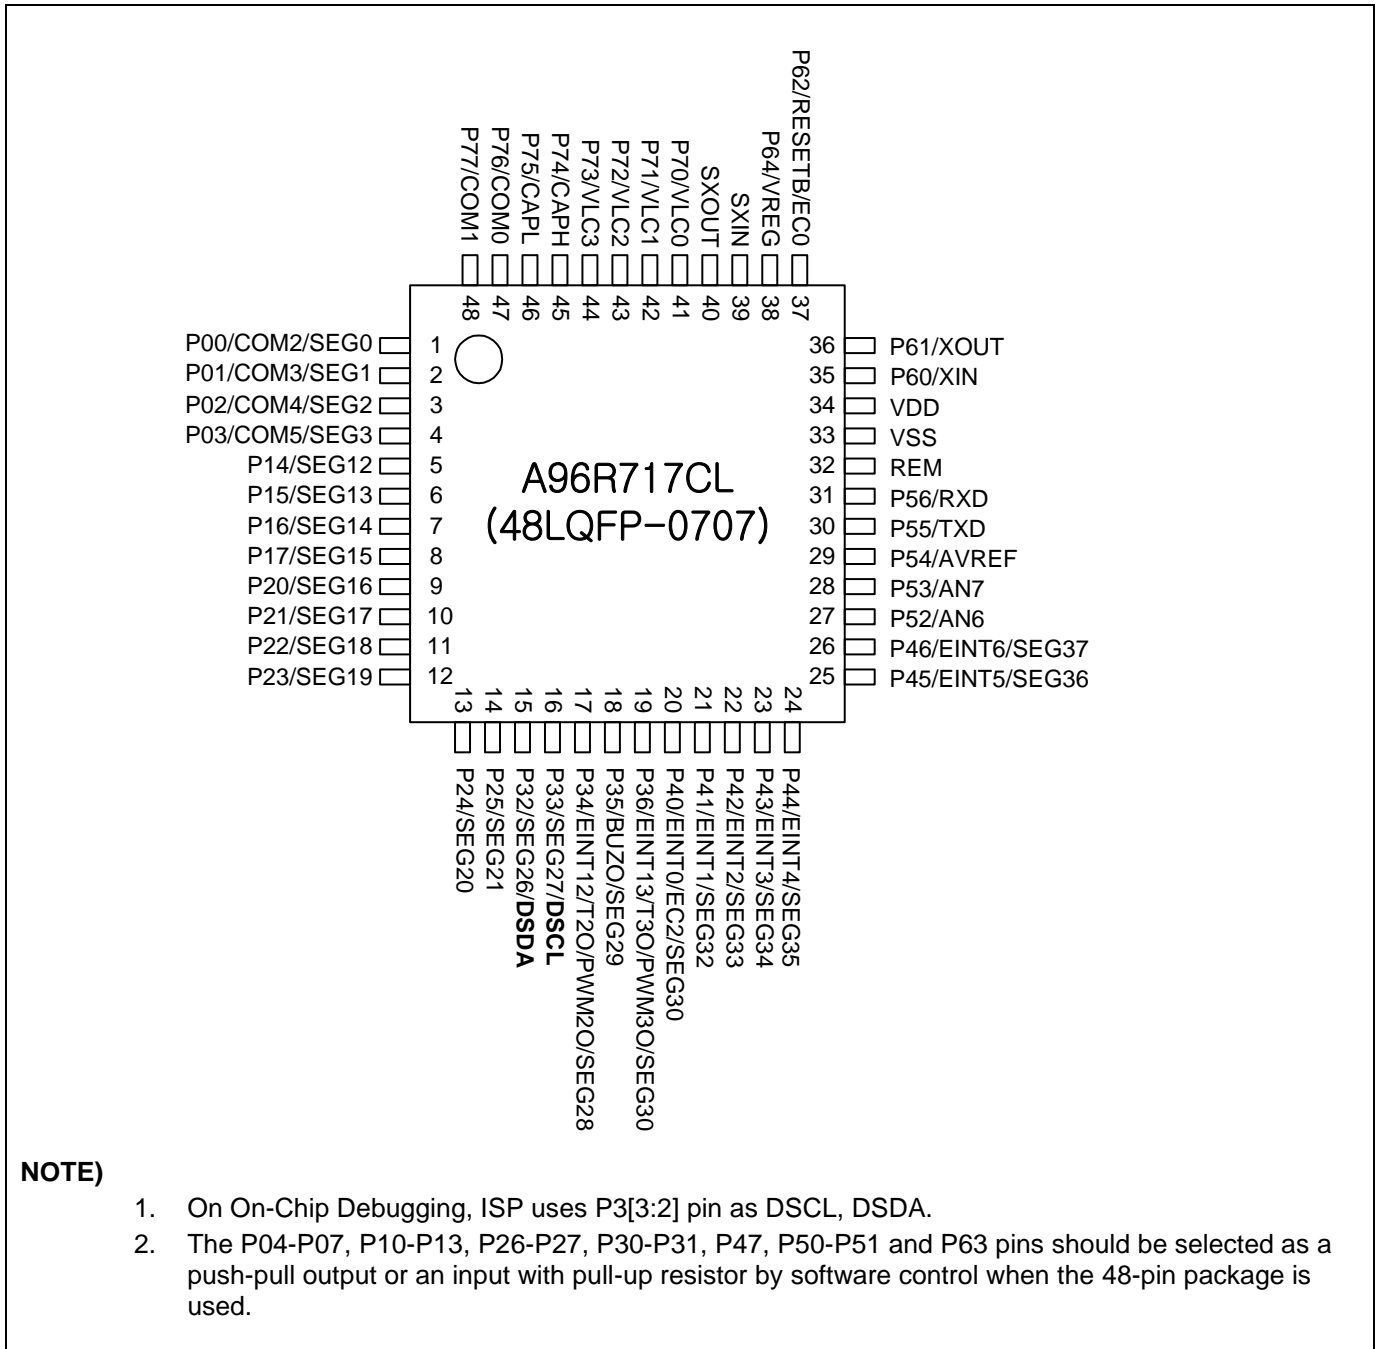 P77/COM1
P76/COM0
P75/CAPL
P74/CAPH
P73/VLC3
P72/VLC2
P71/VLC1
P70/VLC0
SXOUT
SXIN
P64/VREG
P62/RESETB/EC0
48
47
46
45
44
43
42
41
40
39
38
37
P00/COM2/SEG0 1
P01/COM3/SEG1 2
P02/COM4/SEG2 3
P03/COM5/SEG3 4
P14/SEG12 5
P15/SEG13 6
P16/SEG14 7
P17/SEG15 8
P20/SEG16 9
P21/SEG17 10
P22/SEG18 11
P23/SEG19 12
A96R717CL
(48LQFP-0707)
36 P61/XOUT
35 P60/XIN
34 VDD
33 VSS
32 REM
31 P56/RXD
30 P55/TXD
29 P54/AVREF
28 P53/AN7
27 P52/AN6
26 P46/EINT6/SEG37
25 P45/EINT5/SEG36
13
14
15
16
17
18
19
20
21
22
23
24
P24/SEG20
P25/SEG21
P32/SEG26/DSDA
P33/SEG27/DSCL
P34/EINT12/T2O/PWM2O/SEG28
P35/BUZO/SEG29
P36/EINT13/T3O/PWM3O/SEG30
P40/EINT0/EC2/SEG30
P41/EINT1/SEG32
P42/EINT2/SEG33
P43/EINT3/SEG34
P44/EINT4/SEG35
NOTE)
1. On On-Chip Debugging, ISP uses P3[3:2] pin as DSCL, DSDA.
2. The P04-P07, P10-P13, P26-P27, P30-P31, P47, P50-P51 and P63 pins should be selected as a
push-pull output or an input with pull-up resistor by software control when the 48-pin package is
used.